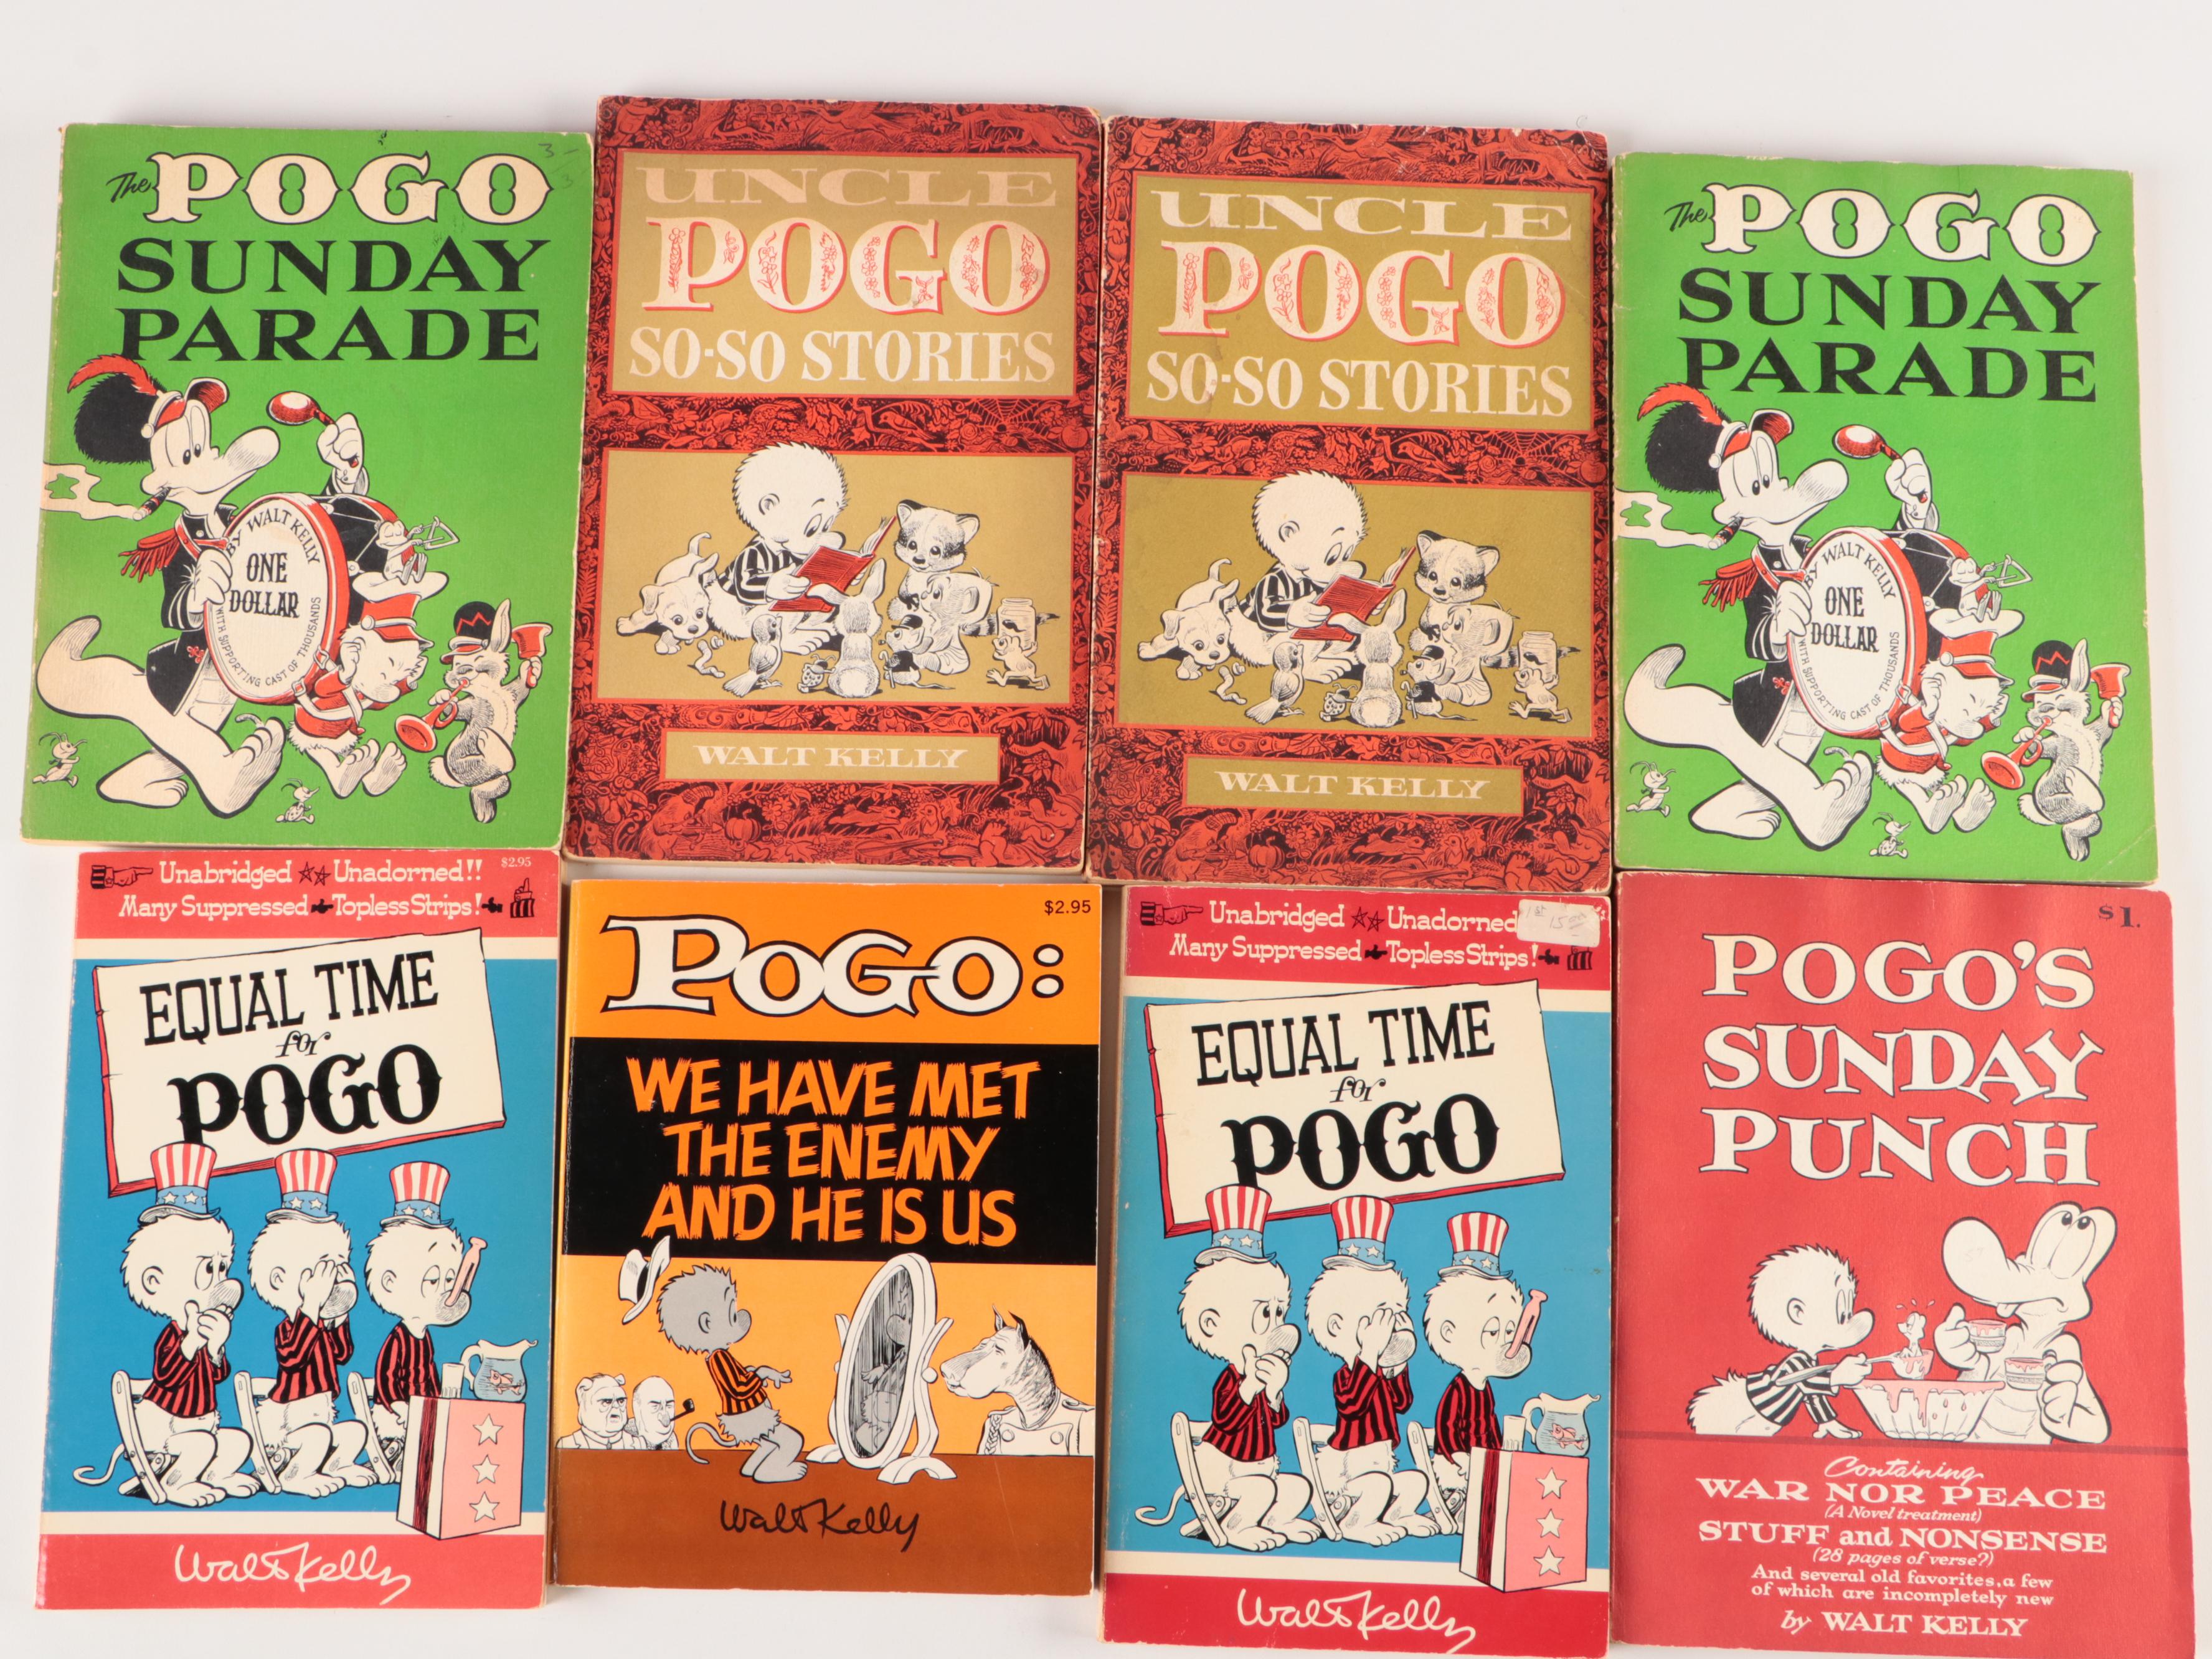 The POGO
SUNDAY
PARADE
3-
3
BY WALT KELLY
ONE
DOLLAR
WITH SUPPORTING CAST OF THOUSANDS
UNCLE
POGO
SO-SO STORIES
WALT KELLY
UNCLE
POGO
SO-SO STORIES
WALT KELLY
The POGO
SUNDAY
PARADE
BY WALT KELLY
ONE
DOLLAR
WITH SUPPORTING CAST OF THOUSANDS
Unabridged Unadorned!! $2.95
Many Suppressed Topless Strips!
EQUAL TIME
for
POGO
Walt Kelly
$2.95
POGO:
WE HAVE MET
THE ENEMY
AND HE IS US
Walt Kelly
Unabridged Unadorned
1st
15
Many Suppressed Topless Strips!
EQUAL TIME
for
POGO
Walt Kelly
$1.
POGO'S
SUNDAY
PUNCH
Containing
WAR NOR PEACE
(A Novel treatment)
STUFF and NONSENSE
(28 pages of verse?)
And several old favorites, a few
of which are incompletely new
by WALT KELLY